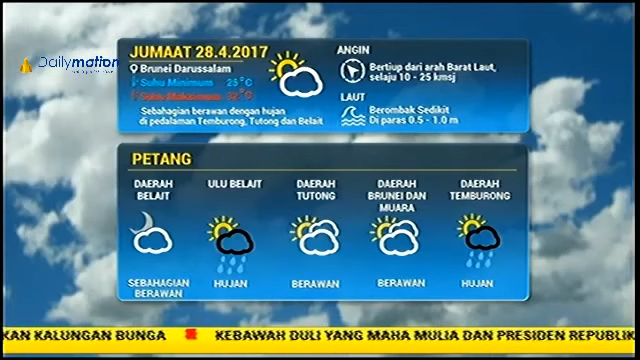 Dailymation
JUMAAT 28.4.2017
Brunei Darussalam
Suhu Minimum 25°C
Suhu Maksimum 32°C
Sebahagian berawan dengan hujan
di pedalaman Temburong, Tutong dan Belait
ANGIN
Bertiup dari arah Barat Laut,
selaju 10 - 25 kmsj
LAUT
Berombak Sedikit
Di paras 0.5 - 1.0 m
PETANG
DAERAH
BELAIT
SEBAHAGIAN
BERAWAN
ULU BELAIT
HUJAN
DAERAH
TUTONG
BERAWAN
DAERAH
BRUNEI DAN
MUARA
BERAWAN
DAERAH
TEMBURONG
HUJAN
KAN KALUNGAN BUNGA KEBAWAH DULI YANG MAHA MULIA DAN PRESIDEN REPUBLIK